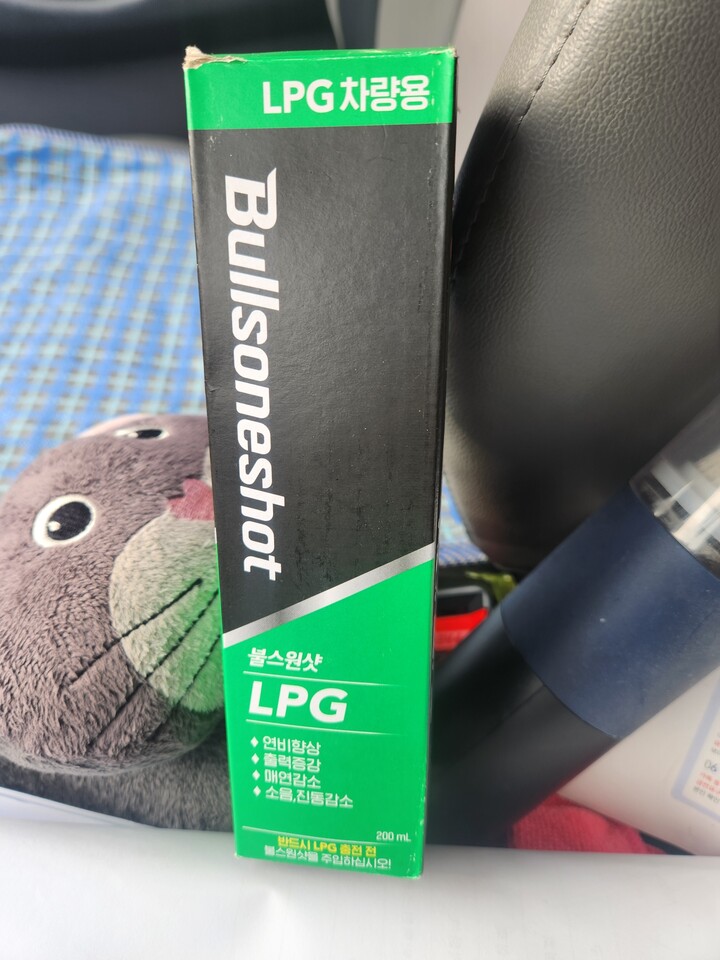 LPG 차량용
Bullsoneshot
불스원샷
LPG
♦ 연비향상
♦ 출력증강
♦ 매연감소
♦ 소음,진동감소
200 mL
반드시 LPG 충전 전
불스원샷을 주입하십시오!
06